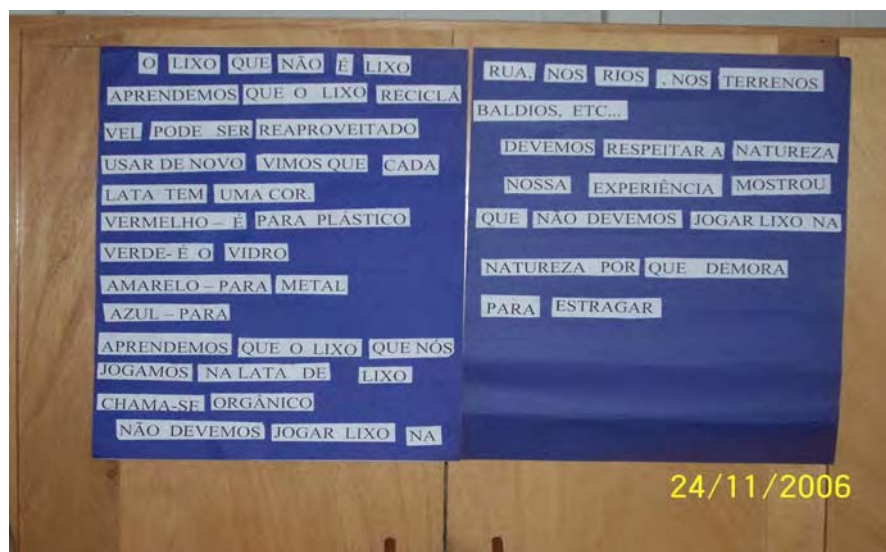 O LIXO QUE NÃO É LIXO
APRENDEMOS QUE O LIXO RECICLÁ
VEL PODE SER REAPROVEITADO
USAR DE NOVO VIMOS QUE CADA
LATA TEM UMA COR.
VERMELHO – É PARA PLÁSTICO
VERDE- É O VIDRO
AMARELO – PARA METAL
AZUL – PARA
APRENDEMOS QUE O LIXO QUE NÓS
JOGAMOS NA LATA DE LIXO
CHAMA-SE ORGÂNICO
NÃO DEVEMOS JOGAR LIXO NA
RUA, NOS RIOS , NOS TERRENOS
BALDIOS, ETC...
DEVEMOS RESPEITAR A NATUREZA
NOSSA EXPERIÊNCIA MOSTROU
QUE NÃO DEVEMOS JOGAR LIXO NA
NATUREZA POR QUE DEMORA
PARA ESTRAGAR
24/11/2006